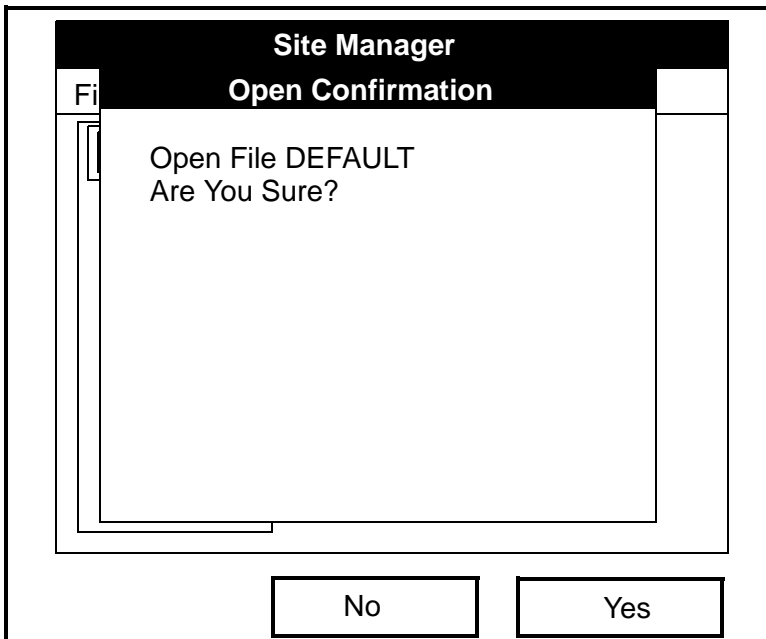 Site Manager
Fi
Open Confirmation
Open File DEFAULT
Are You Sure?
No
Yes